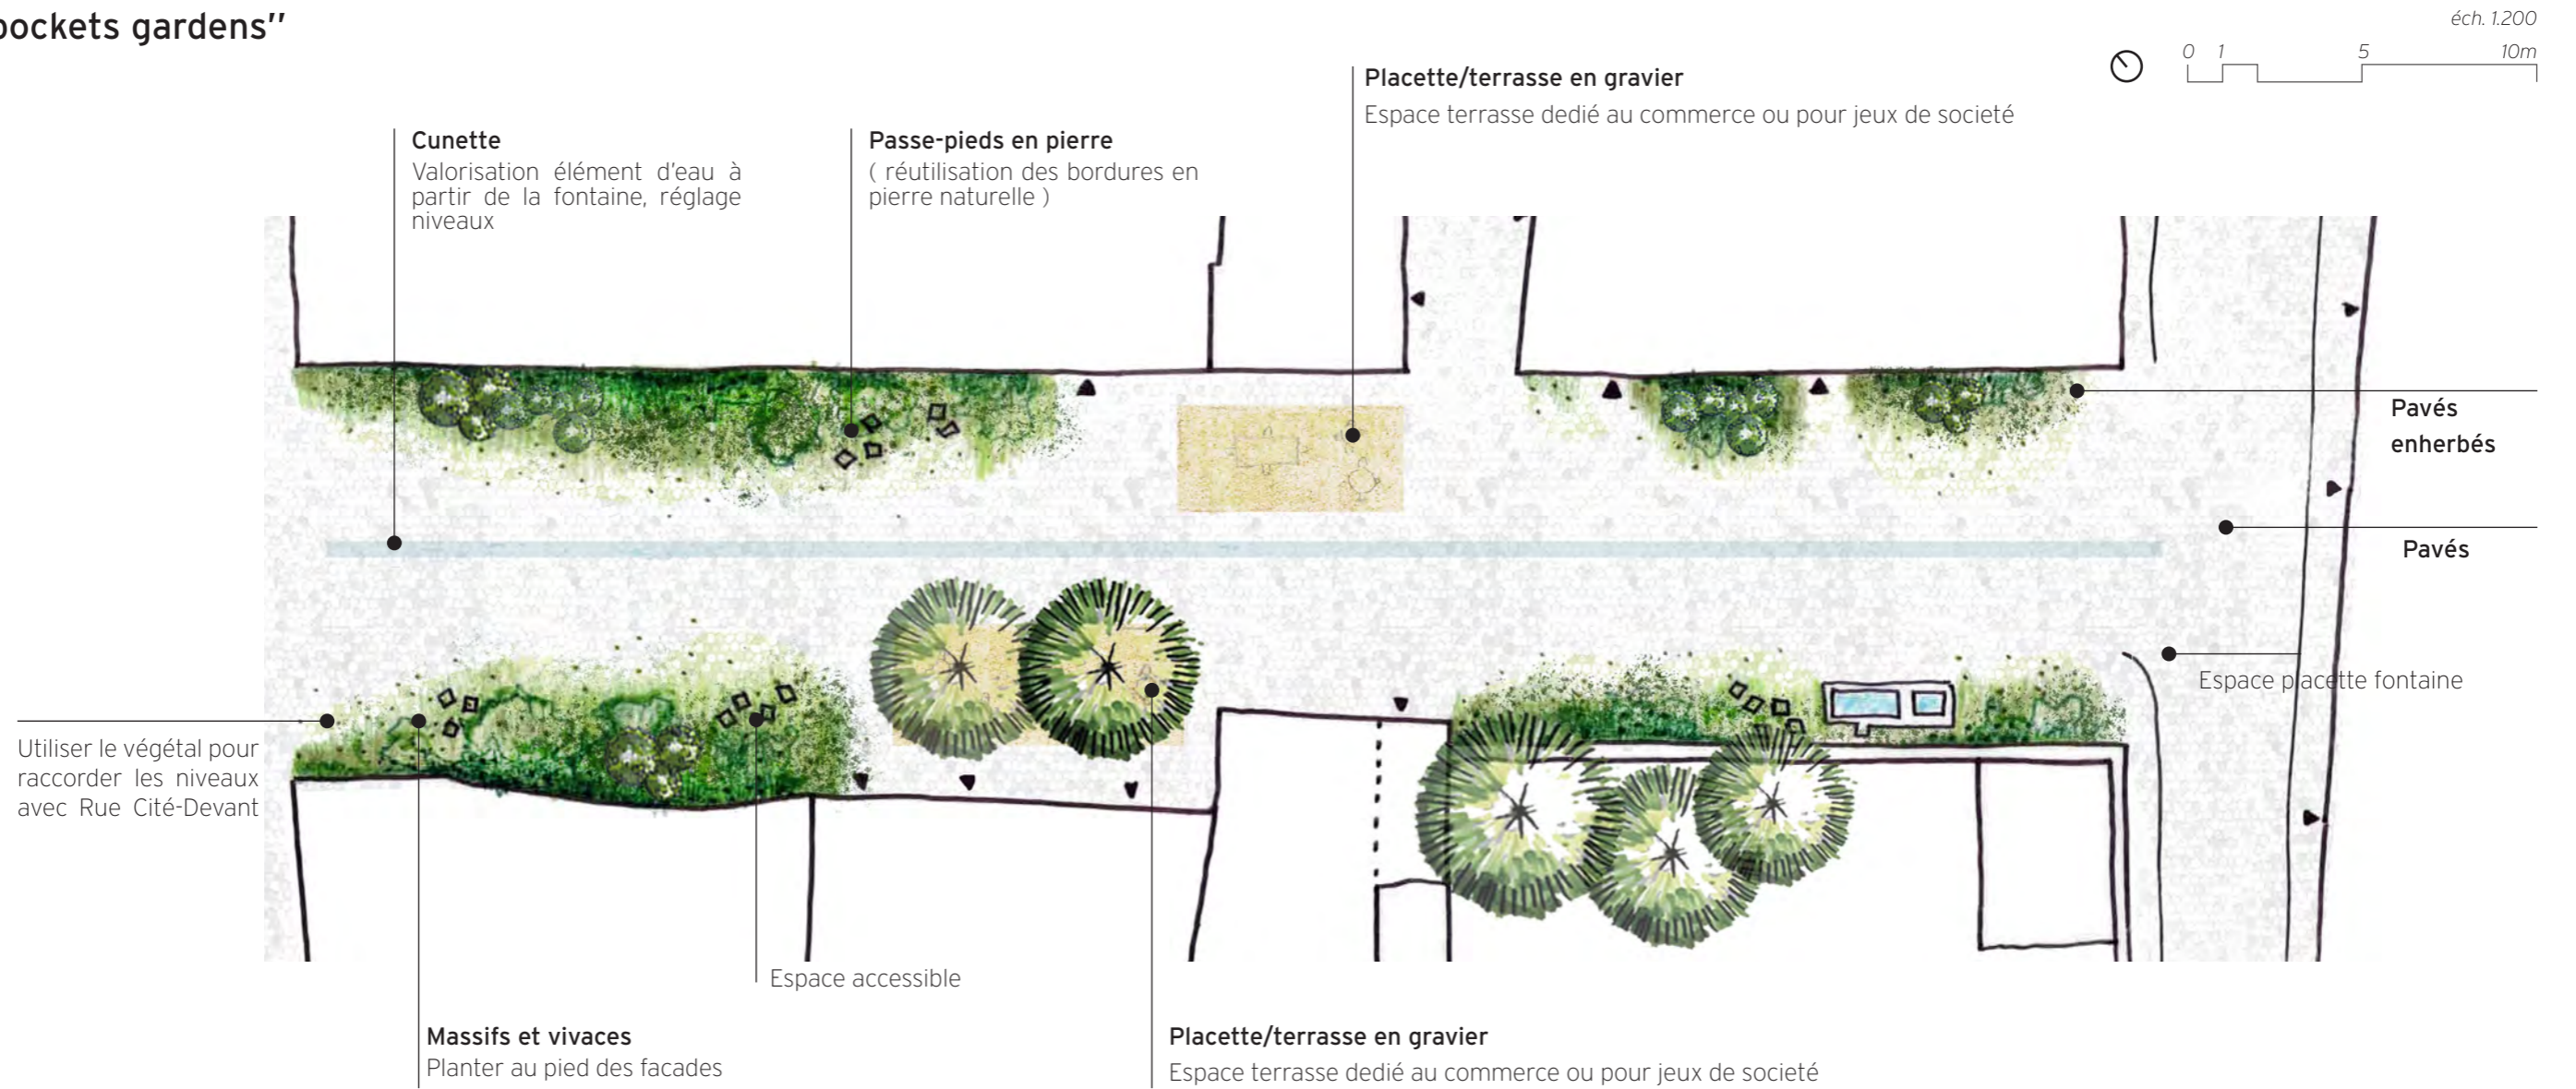 pockets gardens"
éch. 1.200
0 1 5 10m
Placette/terrasse en gravier
Espace terrasse dedié au commerce ou pour jeux de societé
Cunette
Valorisation élément d'eau à
partir de la fontaine, réglage
niveaux
Passe-pieds en pierre
( réutilisation des bordures en
pierre naturelle )
Pavés
enherbés
Pavés
Espace placette fontaine
Utiliser le végétal pour
raccorder les niveaux
avec Rue Cité-Devant
Espace accessible
Massifs et vivaces
Planter au pied des facades
Placette/terrasse en gravier
Espace terrasse dedié au commerce ou pour jeux de societé